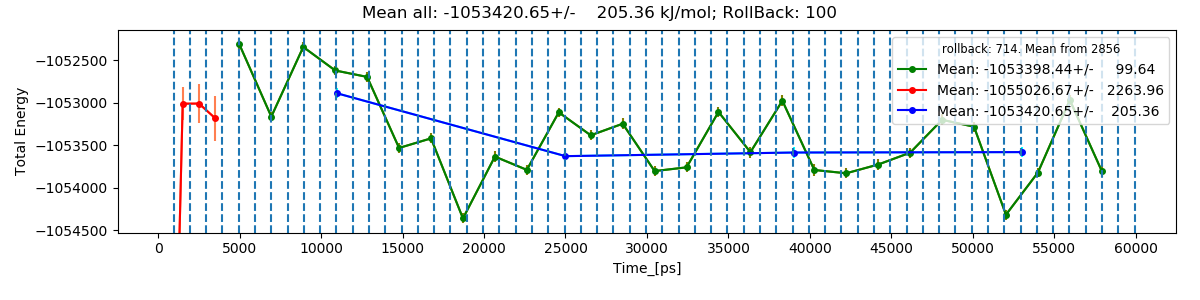 Mean all: -1053420.65+/- 205.36 kJ/mol; RollBack: 100
rollback: 714. Mean from 2856
Mean: -1053398.44+/- 99.64
Mean: -1055026.67+/- 2263.96
Mean: -1053420.65+/- 205.36
Total Energy
−1052500
−1053000
−1053500
−1054000
−1054500
0 5000 10000 15000 20000 25000 30000 35000 40000 45000 50000 55000 60000
Time_[ps]